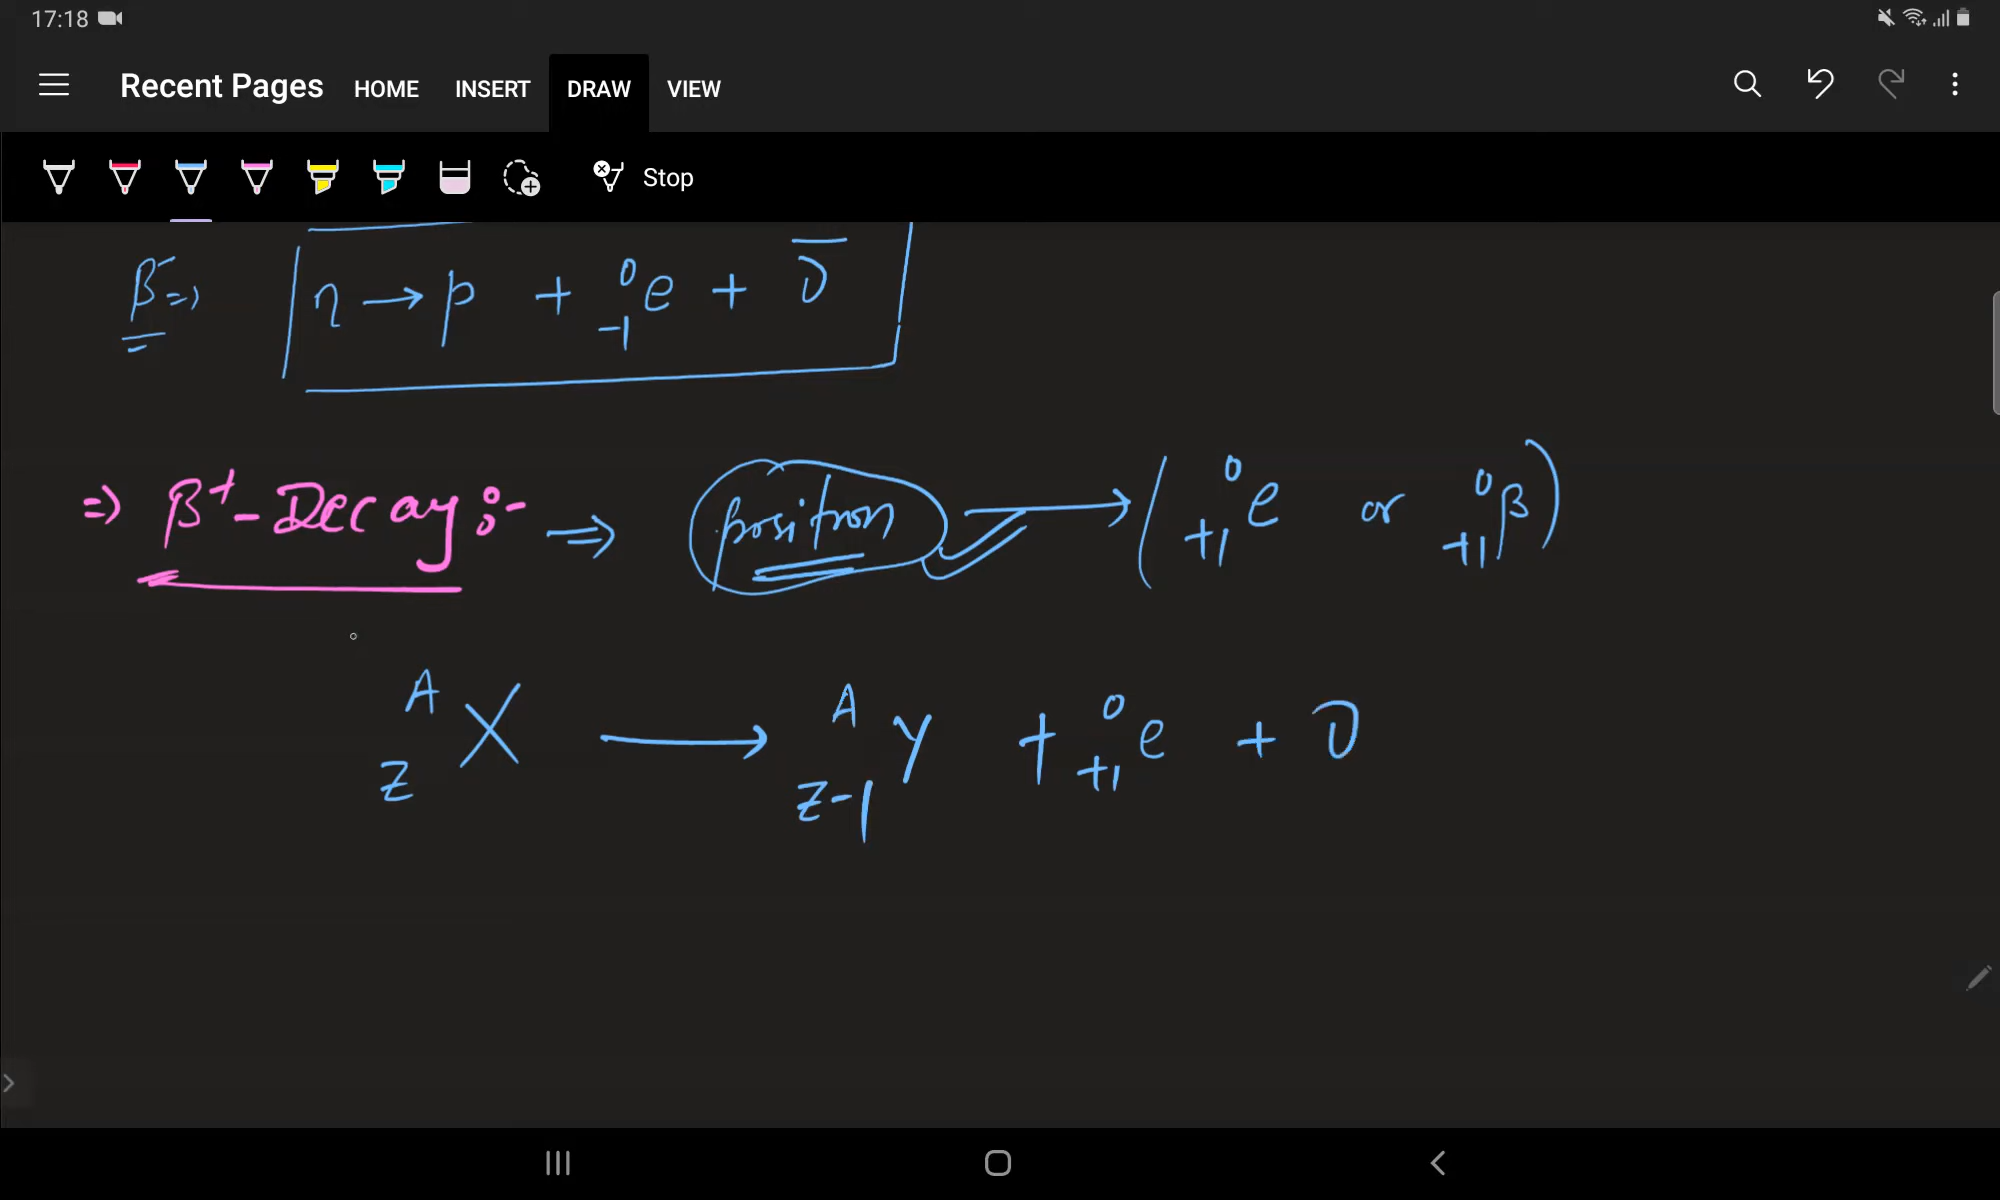 17:18
Recent Pages HOME INSERT DRAW VIEW
Stop
β⁻ => n → p + ⁰₋₁e + ν̅
=> β⁺-Decay :- => positron → (⁰₊₁e or ⁰₊₁β)
ᴬ_Z X → ᴬ_Z-1 Y + ⁰₊₁e + ν